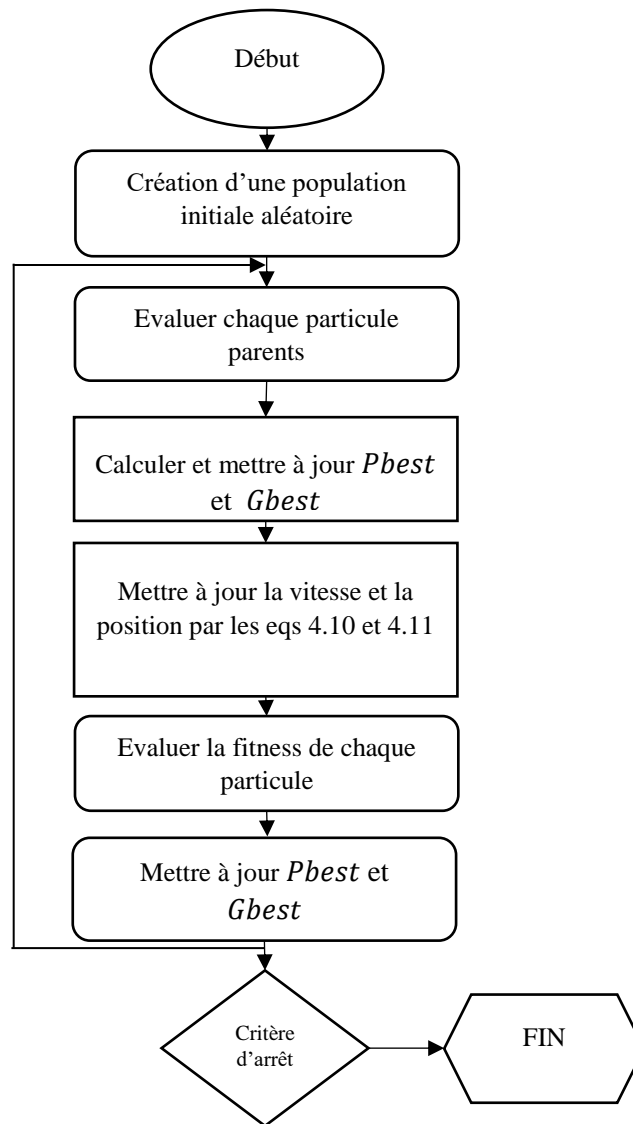 Début
Création d’une population
initiale aléatoire
Evaluer chaque particule
parents
Calculer et mettre à jour Pbest
et Gbest
Mettre à jour la vitesse et la
position par les eqs 4.10 et 4.11
Evaluer la fitness de chaque
particule
Mettre à jour Pbest et
Gbest
Critère
d’arrêt
FIN